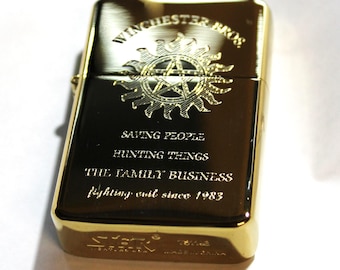 WINCHESTER BROS.
SAVING PEOPLE
HUNTING THINGS
THE FAMILY BUSINESS
fighting evil since 1983